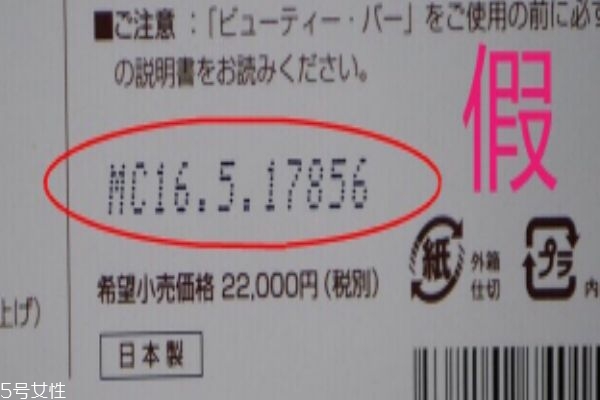 ■ご注意：「ビューティー・バー」をご使用の前に必ず
の説明書をお読みください。
假
MC16.5.17856
紙
外箱
仕切
プラ
内
希望小売価格 22,000円（税別）
上げ）
日本製
5号女性